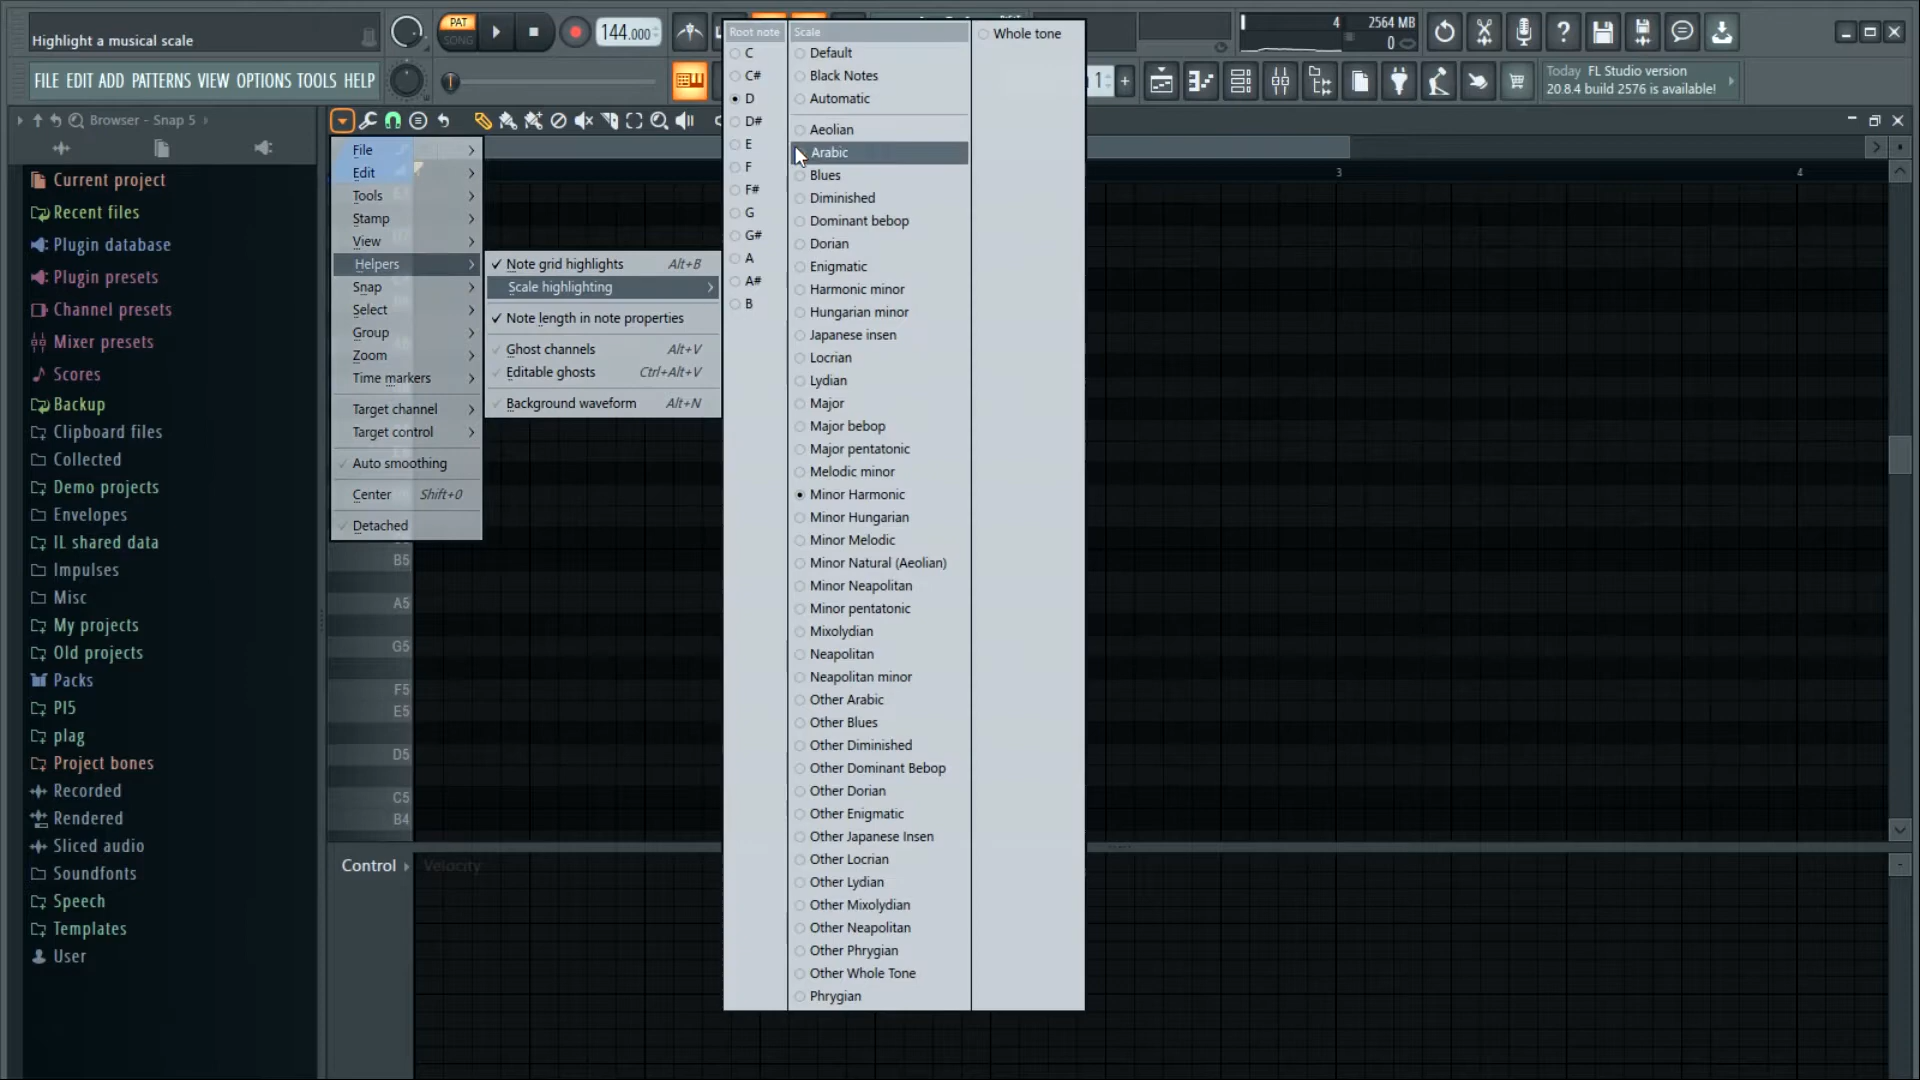 Highlight a musical scale
PAT
SONG
144.000
4
2564 MB
0
FILE EDIT ADD PATTERNS VIEW OPTIONS TOOLS HELP
1
+
Today FL Studio version
20.8.4 build 2576 is available!
Browser - Snap 5
Current project
Recent files
Plugin database
Plugin presets
Channel presets
Mixer presets
Scores
Backup
Clipboard files
Collected
Demo projects
Envelopes
IL shared data
Impulses
Misc
My projects
Old projects
Packs
PI5
plag
Project bones
Recorded
Rendered
Sliced audio
Soundfonts
Speech
Templates
User
File
Edit
Tools
Stamp
View
Helpers
Snap
Select
Group
Zoom
Time markers
Target channel
Target control
Auto smoothing
Center Shift+0
Detached
Note grid highlights Alt+B
Scale highlighting
Note length in note properties
Ghost channels Alt+V
Editable ghosts Ctrl+Alt+V
Background waveform Alt+N
Root note
C
C#
D
D#
E
F
F#
G
G#
A
A#
B
Scale
Default
Black Notes
Automatic
Aeolian
Arabic
Blues
Diminished
Dominant bebop
Dorian
Enigmatic
Harmonic minor
Hungarian minor
Japanese insen
Locrian
Lydian
Major
Major bebop
Major pentatonic
Melodic minor
Minor Harmonic
Minor Hungarian
Minor Melodic
Minor Natural (Aeolian)
Minor Neapolitan
Minor pentatonic
Mixolydian
Neapolitan
Neapolitan minor
Other Arabic
Other Blues
Other Diminished
Other Dominant Bebop
Other Dorian
Other Enigmatic
Other Japanese Insen
Other Locrian
Other Lydian
Other Mixolydian
Other Neapolitan
Other Phrygian
Other Whole Tone
Phrygian
Whole tone
3
4
B5
A5
G5
F5
E5
D5
C5
B4
Control
Velocity